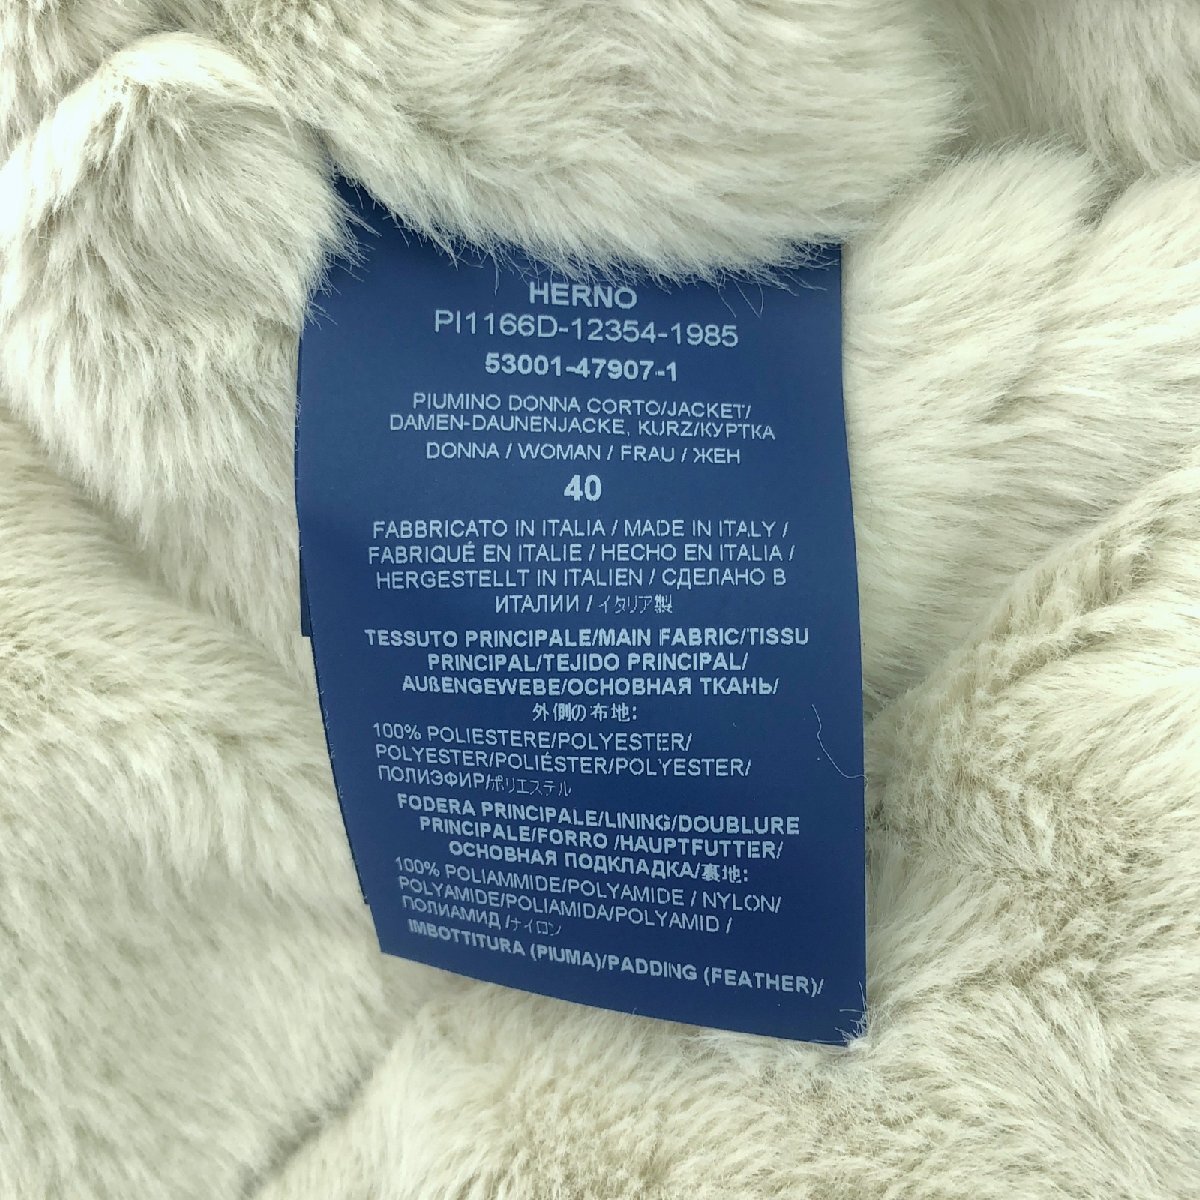 HERNO
PI1166D-12354-1985
53001-47907-1
PIUMINO DONNA CORTO/JACKET/
DAMEN-DAUNENJACKE, KURZ/КУРТКА
DONNA / WOMAN / FRAU / ЖЕН
40
FABBRICATO IN ITALIA / MADE IN ITALY /
FABRIQUÉ EN ITALIE / HECHO EN ITALIA /
HERGESTELLT IN ITALIEN / СДЕЛАНО В
ИТАЛИИ / イタリア製
TESSUTO PRINCIPALE/MAIN FABRIC/TISSU
PRINCIPAL/TEJIDO PRINCIPAL/
AUßENGEWEBE/ОСНОВНАЯ ТКАНЬ/
外側の布地:
100% POLIESTERE/POLYESTER/
POLYESTER/POLIÉSTER/POLYESTER/
ПОЛИЭФИР/ポリエステル
FODERA PRINCIPALE/LINING/DOUBLURE
PRINCIPALE/FORRO /HAUPTFUTTER/
ОСНОВНАЯ ПОДКЛАДКА/裏地:
100% POLIAMMIDE/POLYAMIDE / NYLON/
POLYAMIDE/POLIAMIDA/POLYAMID /
ПОЛИАМИД /ナイロン
IMBOTTITURA (PIUMA)/PADDING (FEATHER)/